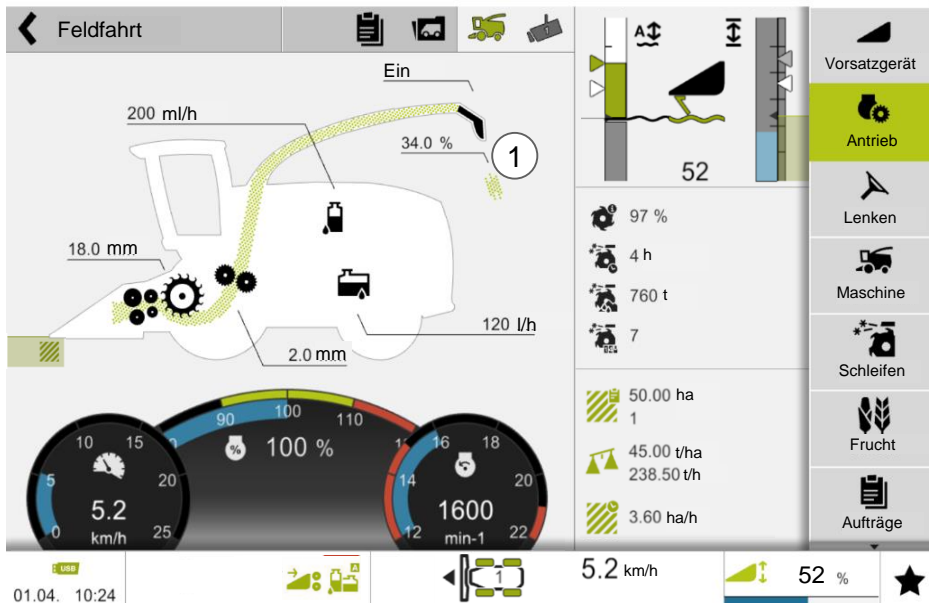 Feldfahrt
Ein
200 ml/h
34.0 %
1
18.0 mm
120 l/h
2.0 mm
A
52
97 %
4 h
760 t
7
50.00 ha
1
45.00 t/ha
238.50 t/h
3.60 ha/h
90 100 110
100 %
0 5 10 15 20 25
5.2
km/h
12 14 16 18 20 22
1600
min-1
Vorsatzgerät
Antrieb
Lenken
Maschine
Schleifen
Frucht
Aufträge
USB
01.04. 10:24
A
1
5.2 km/h
52 %